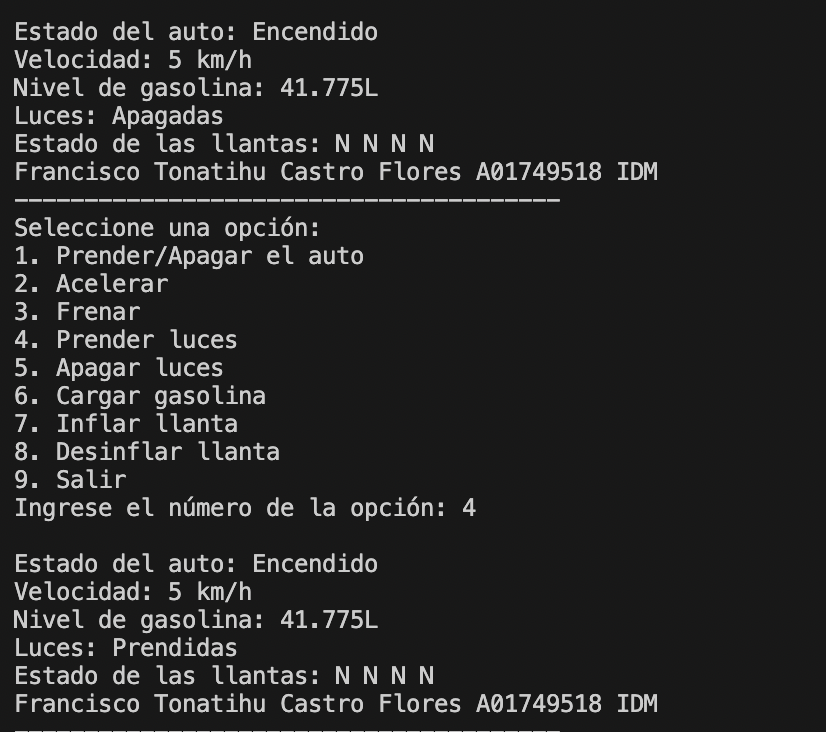 Estado del auto: Encendido
Velocidad: 5 km/h
Nivel de gasolina: 41.775L
Luces: Apagadas
Estado de las llantas: N N N N
Francisco Tonatihu Castro Flores A01749518 IDM
---------------------------------------
Seleccione una opción:
1. Prender/Apagar el auto
2. Acelerar
3. Frenar
4. Prender luces
5. Apagar luces
6. Cargar gasolina
7. Inflar llanta
8. Desinflar llanta
9. Salir
Ingrese el número de la opción: 4
Estado del auto: Encendido
Velocidad: 5 km/h
Nivel de gasolina: 41.775L
Luces: Prendidas
Estado de las llantas: N N N N
Francisco Tonatihu Castro Flores A01749518 IDM
---------------------------------------